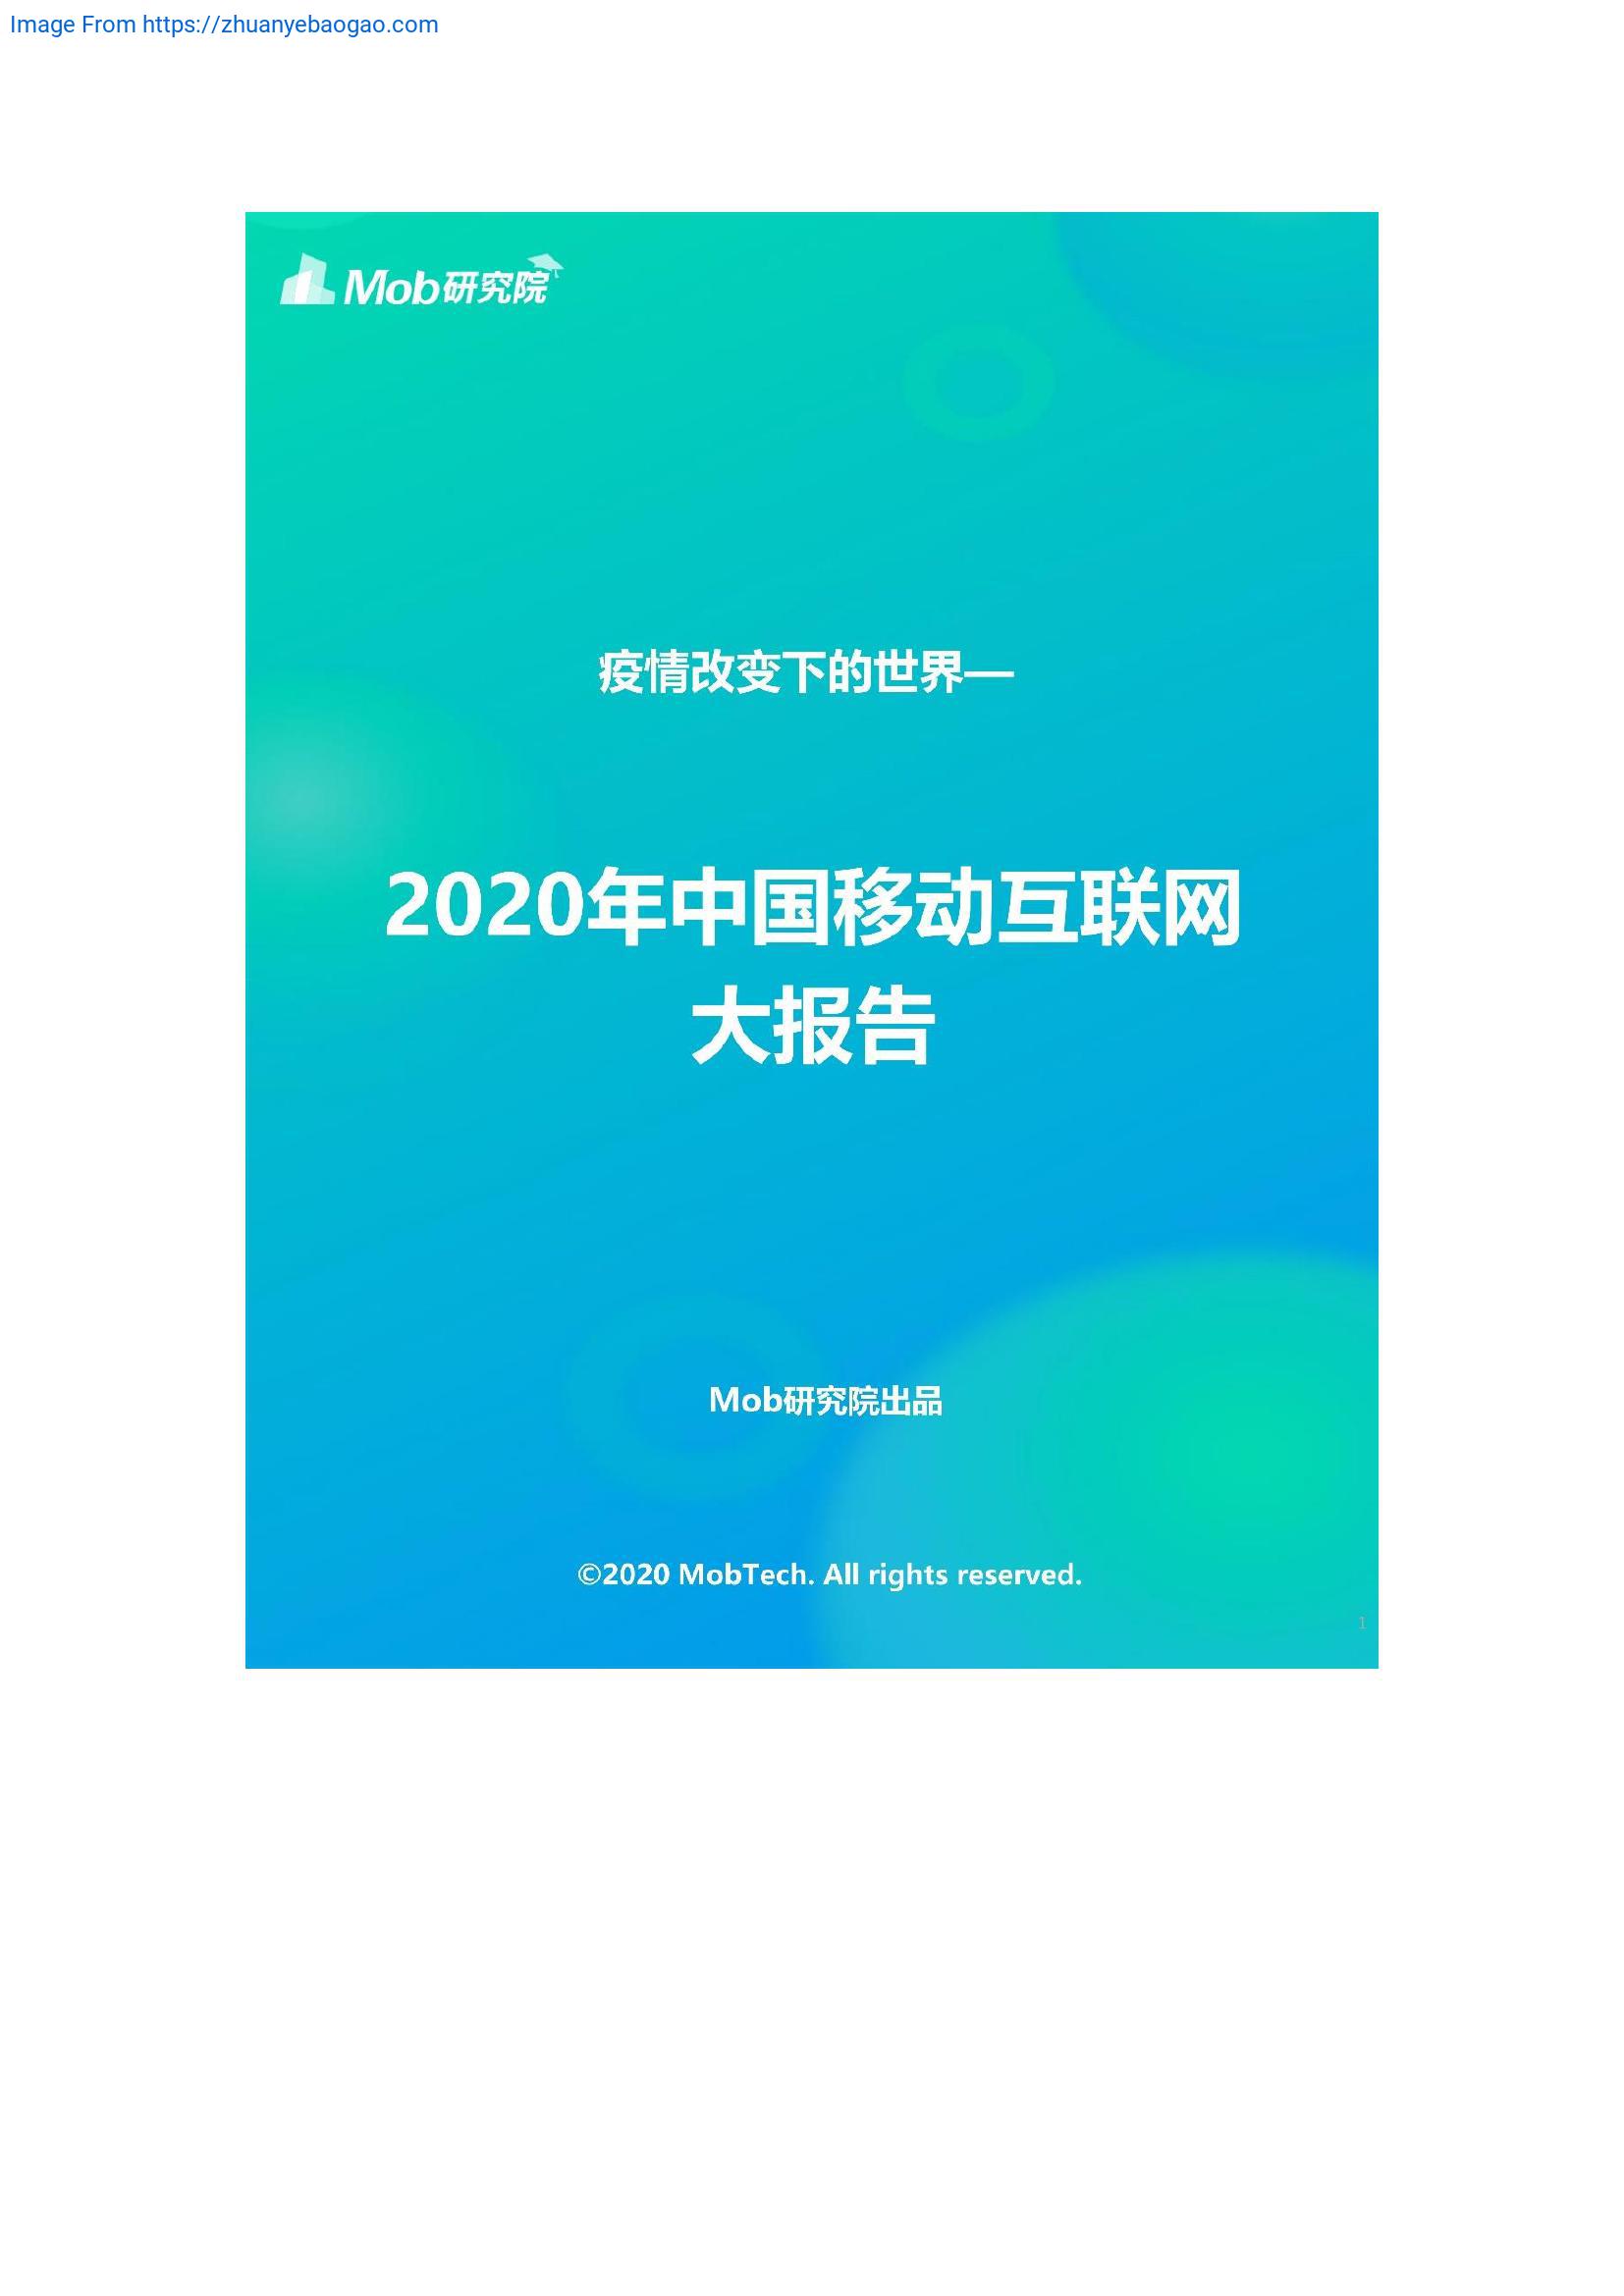 Image From https://zhuanyebaogao.com
Mob研究院
疫情改变下的世界—
2020年中国移动互联网
大报告
Mob研究院出品
©2020 MobTech. All rights reserved.
1